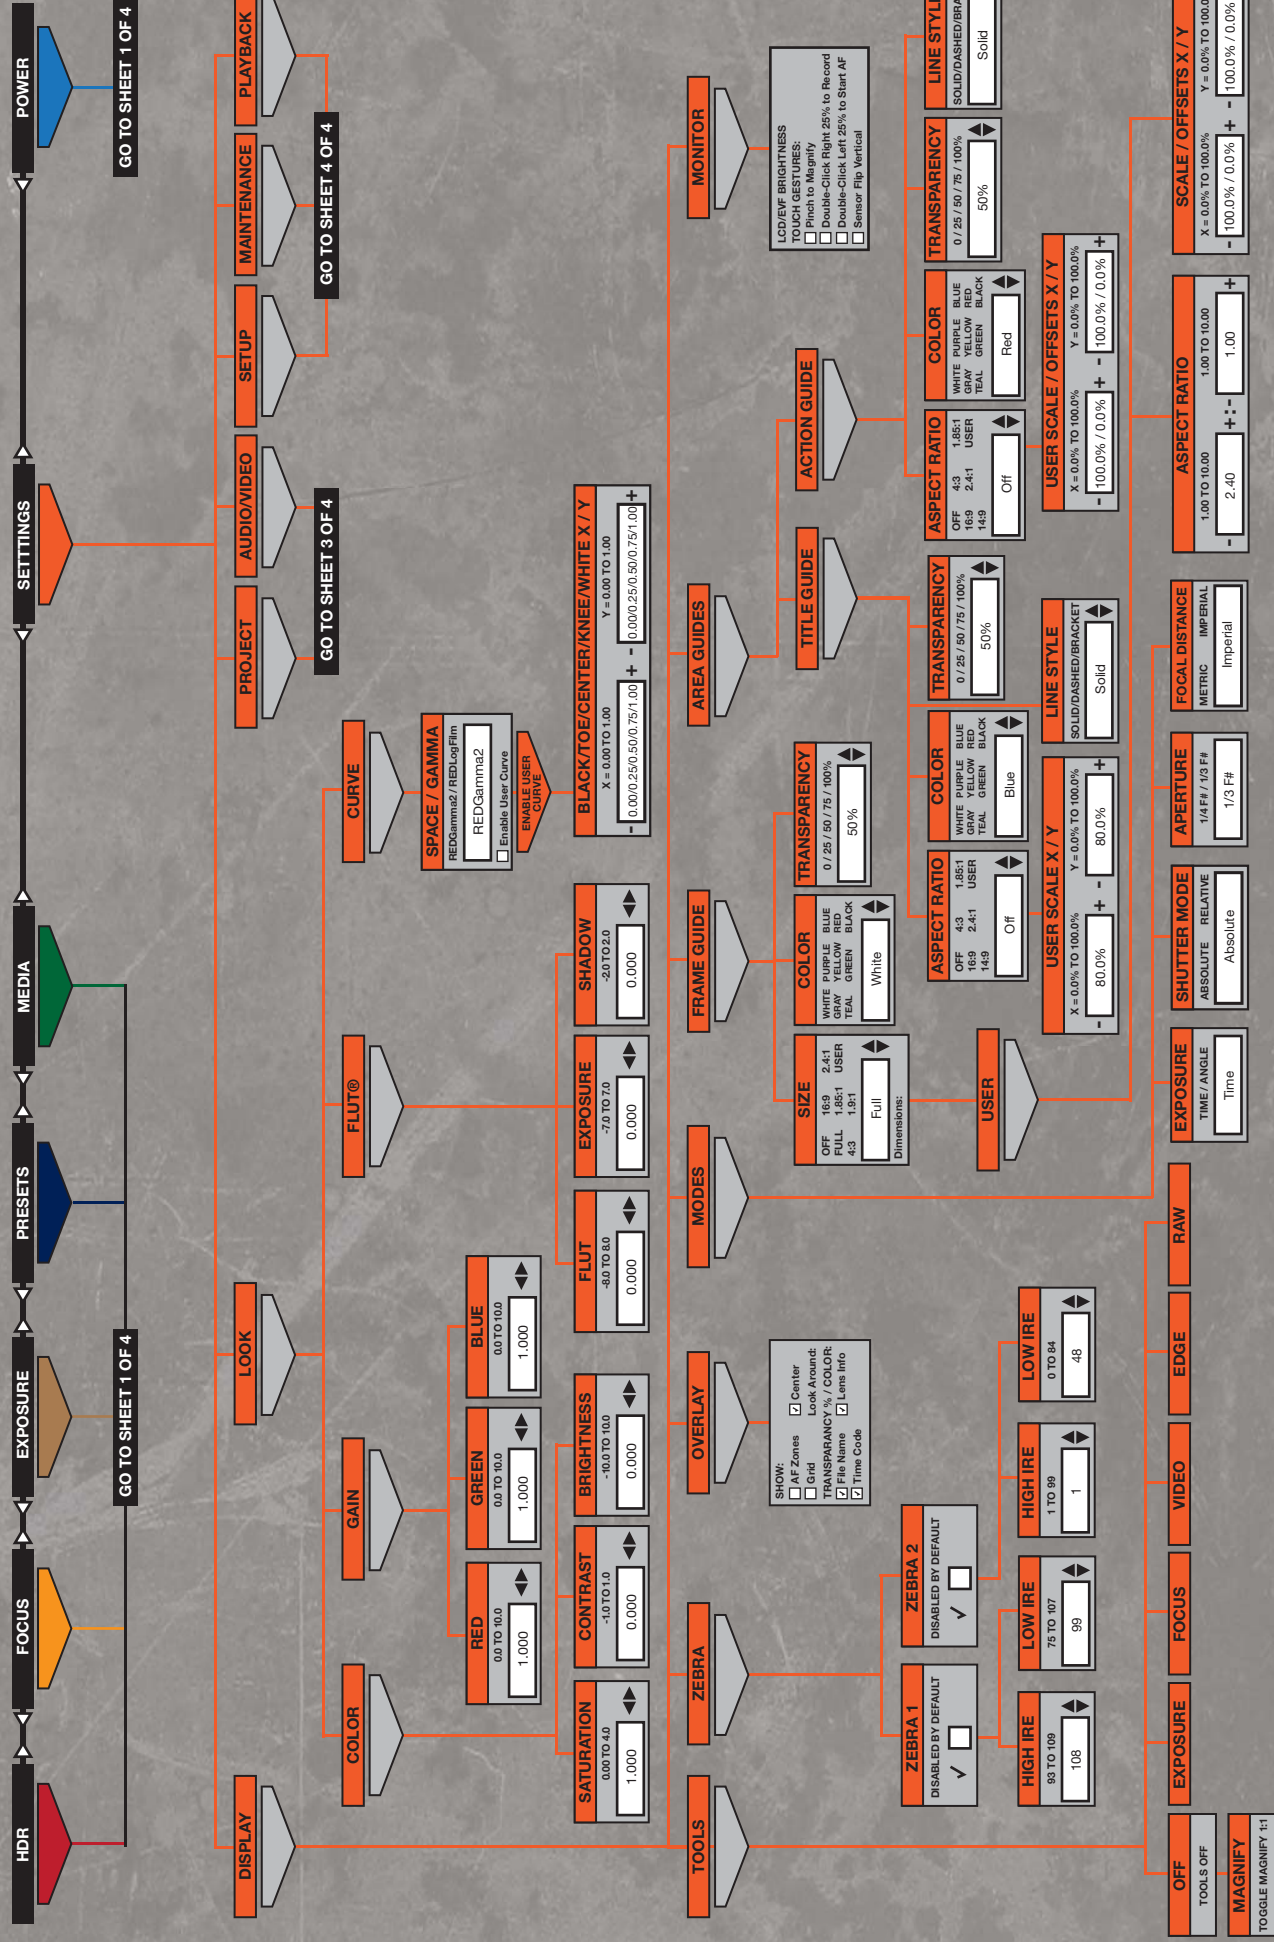 HDR
FOCUS
EXPOSURE
PRESETS
MEDIA
SETTTINGS
POWER
GO TO SHEET 1 OF 4
GO TO SHEET 1 OF 4
DISPLAY
LOOK
PROJECT
AUDIO/VIDEO
SETUP
MAINTENANCE
PLAYBACK
GO TO SHEET 3 OF 4
GO TO SHEET 4 OF 4
COLOR
GAIN
FLUT®
CURVE
SPACE / GAMMA
REDGamma2 / REDLogFilm
REDGamma2
Enable User Curve
ENABLE USER
CURVE
RED
0.0 TO 10.0
1.000
GREEN
0.0 TO 10.0
1.000
BLUE
0.0 TO 10.0
1.000
SATURATION
0.00 TO 4.0
1.000
CONTRAST
-1.0 TO 1.0
0.000
BRIGHTNESS
-10.0 TO 10.0
0.000
FLUT
-8.0 TO 8.0
0.000
EXPOSURE
-7.0 TO 7.0
0.000
SHADOW
-2.0 TO 2.0
0.000
BLACK/TOE/CENTER/KNEE/WHITE X / Y
X = 0.00 TO 1.00 Y = 0.00 TO 1.00
- 0.00/0.25/0.50/0.75/1.00 + - 0.00/0.25/0.50/0.75/1.00 +
TOOLS
ZEBRA
OVERLAY
MODES
FRAME GUIDE
AREA GUIDES
MONITOR
SHOW:
AF Zones Center
Grid Look Around:
TRANSPARANCY % / COLOR:
File Name Lens Info
Time Code
LCD/EVF BRIGHTNESS
TOUCH GESTURES:
Pinch to Magnify
Double-Click Right 25% to Record
Double-Click Left 25% to Start AF
Sensor Flip Vertical
SIZE
OFF 16:9 2.4:1
FULL 1.85:1 USER
4:3 1.9:1
Full
Dimensions:
COLOR
WHITE PURPLE BLUE
GRAY YELLOW RED
TEAL GREEN BLACK
White
TRANSPARENCY
0 / 25 / 50 / 75 / 100%
50%
TITLE GUIDE
ACTION GUIDE
ZEBRA 1
DISABLED BY DEFAULT
ZEBRA 2
DISABLED BY DEFAULT
ASPECT RATIO
OFF 4:3 1.85:1
16:9 2.4:1 USER
14:9
Off
COLOR
WHITE PURPLE BLUE
GRAY YELLOW RED
TEAL GREEN BLACK
Blue
TRANSPARENCY
0 / 25 / 50 / 75 / 100%
50%
ASPECT RATIO
OFF 4:3 1.85:1
16:9 2.4:1 USER
14:9
Off
COLOR
WHITE PURPLE BLUE
GRAY YELLOW RED
TEAL GREEN BLACK
Red
TRANSPARENCY
0 / 25 / 50 / 75 / 100%
50%
LINE STYLE
SOLID/DASHED/BRA
Solid
HIGH IRE
93 TO 109
108
LOW IRE
75 TO 107
99
HIGH IRE
1 TO 99
1
LOW IRE
0 TO 84
48
USER
USER SCALE X / Y
X = 0.0% TO 100.0% Y = 0.0% TO 100.0%
- 80.0% + - 80.0% +
LINE STYLE
SOLID/DASHED/BRACKET
Solid
USER SCALE / OFFSETS X / Y
X = 0.0% TO 100.0% Y = 0.0% TO 100.0%
- 100.0% / 0.0% + - 100.0% / 0.0% +
OFF
TOOLS OFF
EXPOSURE
FOCUS
VIDEO
EDGE
RAW
EXPOSURE
TIME / ANGLE
Time
SHUTTER MODE
ABSOLUTE RELATIVE
Absolute
APERTURE
1/4 F# / 1/3 F#
1/3 F#
FOCAL DISTANCE
METRIC IMPERIAL
Imperial
ASPECT RATIO
1.00 TO 10.00 1.00 TO 10.00
- 2.40 +:- 1.00 +
SCALE / OFFSETS X / Y
X = 0.0% TO 100.0% Y = 0.0% TO 100.0
- 100.0% / 0.0% + - 100.0% / 0.0%
MAGNIFY
TOGGLE MAGNIFY 1:1